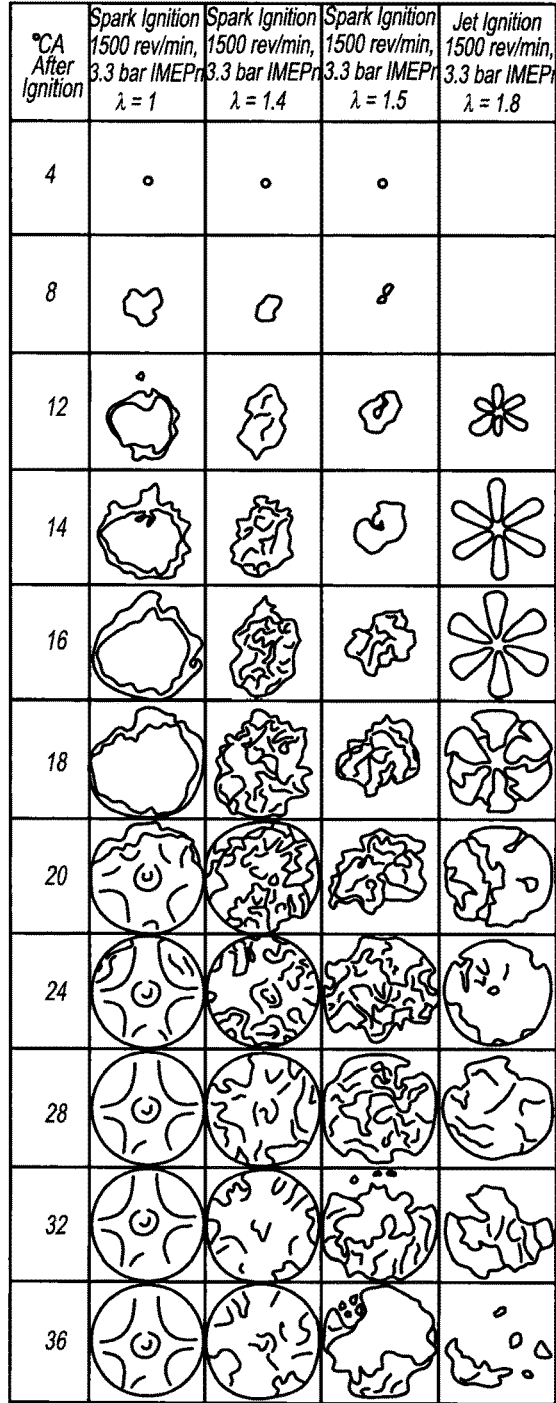 °CA
After
Ignition
Spark Ignition
1500 rev/min,
3.3 bar IMEPn
λ = 1
Spark Ignition
1500 rev/min,
3.3 bar IMEPn
λ = 1.4
Spark Ignition
1500 rev/min,
3.3 bar IMEPn
λ = 1.5
Jet Ignition
1500 rev/min,
3.3 bar IMEPn
λ = 1.8
4
8
12
14
16
18
20
24
28
32
36